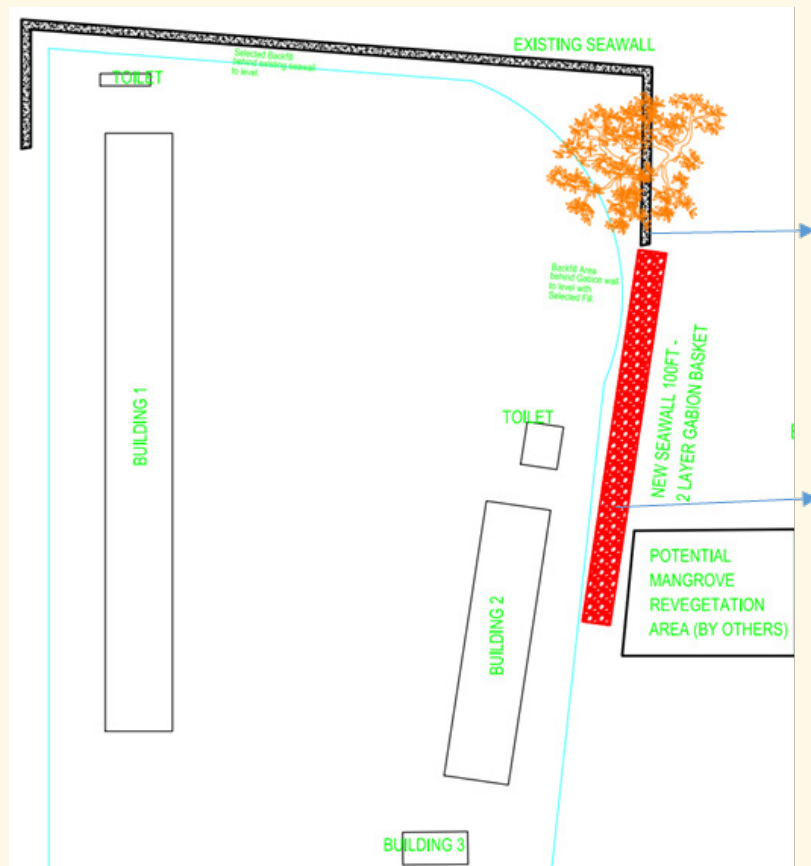 EXISTING SEAWALL
Selected Backfill
behind existing seawall
to level.
TOILET
Backfill Area
behind Gabion wall
to level with
Selected Fill.
NEW SEAWALL 100FT -
2 LAYER GABION BASKET
BUILDING 1
TOILET
BUILDING 2
POTENTIAL
MANGROVE
REVEGETATION
AREA (BY OTHERS)
BUILDING 3